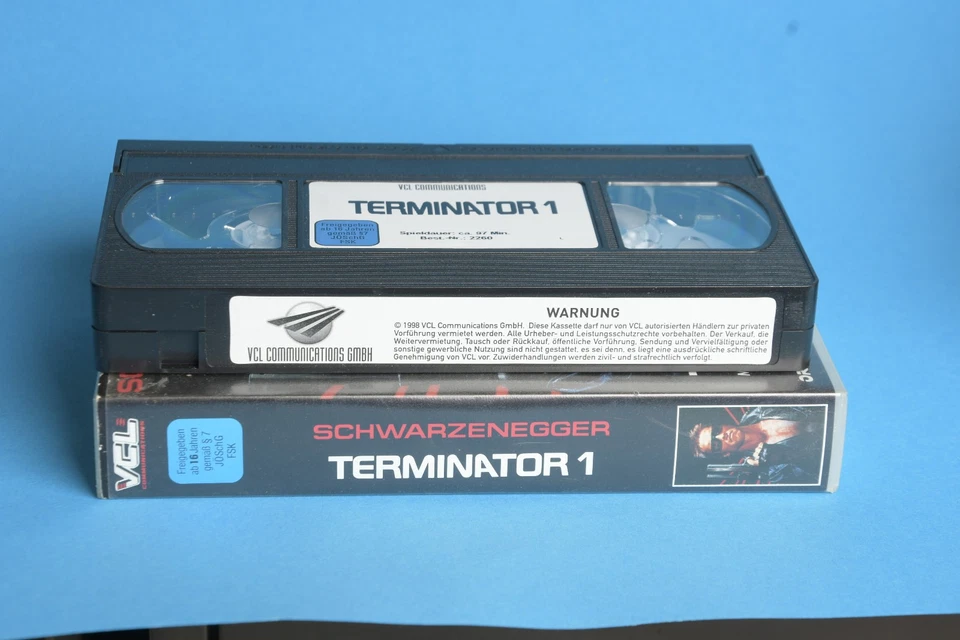 VCL COMMUNICATIONS
TERMINATOR 1
Freigegeben
ab 16 Jahren
gemäß §7
JÖSchG
FSK
Spieldauer: ca. 97 Min.
Best.-Nr.: 2260
VCL COMMUNICATIONS GMBH
WARNUNG
© 1998 VCL Communications GmbH. Diese Kassette darf nur von VCL autorisierten Händlern zur privaten
Vorführung vermietet werden. Alle Urheber- und Leistungsschutzrechte vorbehalten. Der Verkauf, die
Weitervermietung, Tausch oder Rückkauf, öffentliche Vorführung, Sendung und Vervielfältigung oder
sonstige gewerbliche Nutzung sind nicht gestattet, es sei denn, es liegt eine ausdrückliche schriftliche
Genehmigung von VCL vor. Zuwiderhandlungen werden zivil- und strafrechtlich verfolgt.
VCL
COMMUNICATIONS
Freigegeben
ab 16 Jahren
gemäß § 7
JÖSchG
FSK
SCHWARZENEGGER
TERMINATOR 1